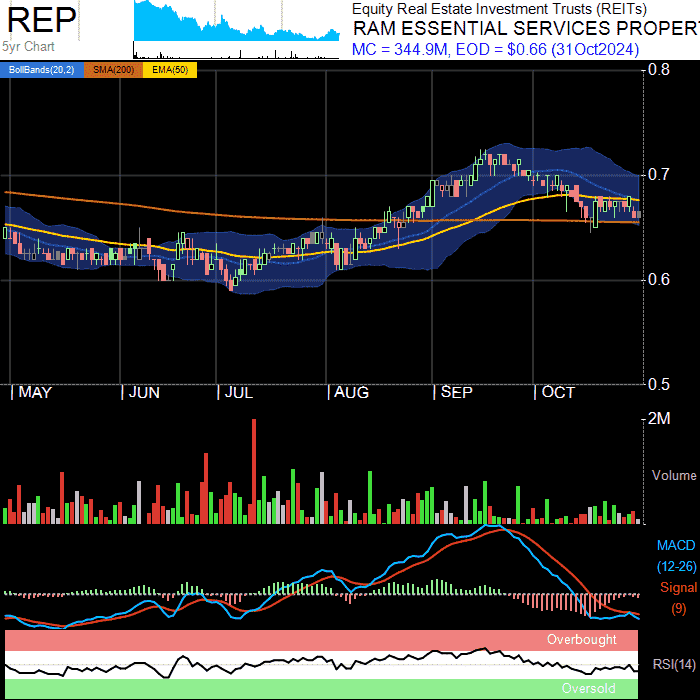 REP
5yr Chart
Equity Real Estate Investment Trusts (REITs)
RAM ESSENTIAL SERVICES PROPER
MC = 344.9M, EOD = $0.66 (31Oct2024)
BollBands(20,2) SMA(200) EMA(50)
0.8
0.7
0.6
0.5
MAY JUN JUL AUG SEP OCT
2M
Volume
MACD
(12-26)
Signal
(9)
Overbought
RSI(14)
Oversold